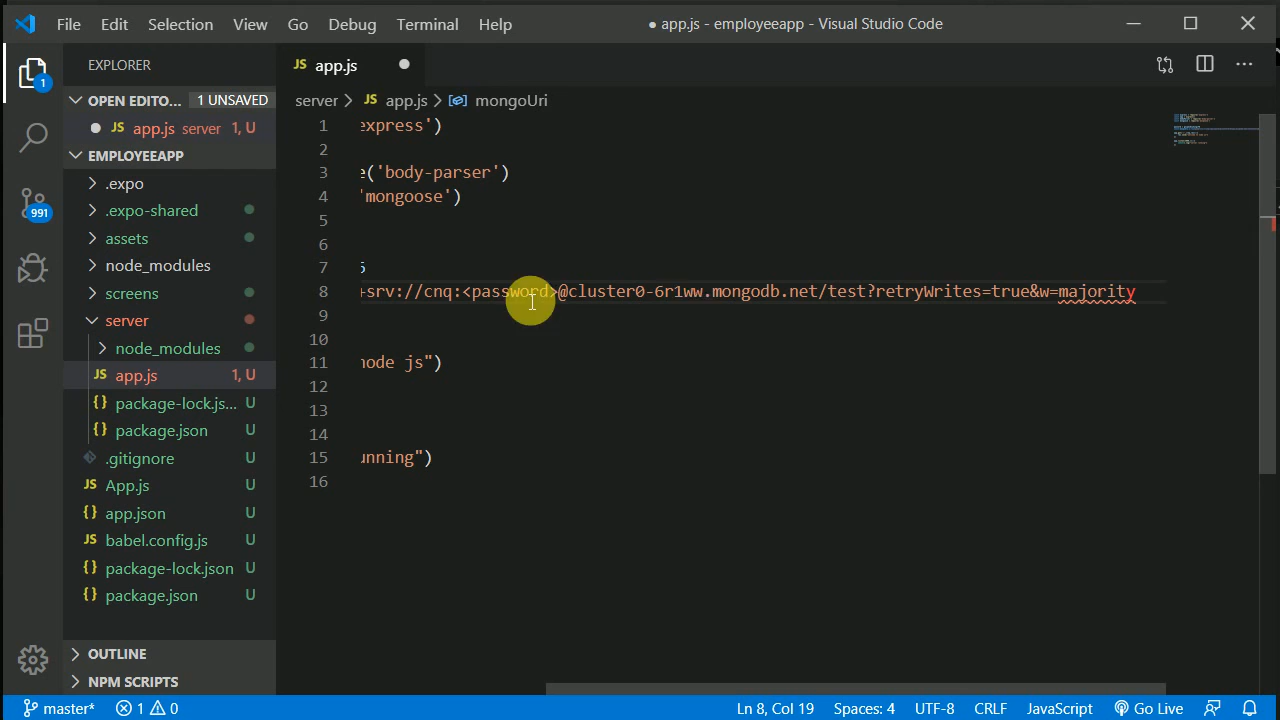 File Edit Selection View Go Debug Terminal Help ● app.js - employeeapp - Visual Studio Code
EXPLORER
JS app.js
OPEN EDITO... 1 UNSAVED
server > JS app.js > mongoUri
JS app.js server 1, U
EMPLOYEEAPP
.expo
.expo-shared
assets
node_modules
screens
server
node_modules
JS app.js 1, U
{} package-lock.js... U
{} package.json U
.gitignore U
JS App.js U
{} app.json U
JS babel.config.js U
{} package-lock.json U
{} package.json U
OUTLINE
NPM SCRIPTS
1
991
1 express')
2
3 e('body-parser')
4 'mongoose')
5
6
7 5
8 +srv://cnq:<password>@cluster0-6r1ww.mongodb.net/test?retryWrites=true&w=majority
9
10
11 node js")
12
13
14
15 unning")
16
master* 1 0 Ln 8, Col 19 Spaces: 4 UTF-8 CRLF JavaScript Go Live